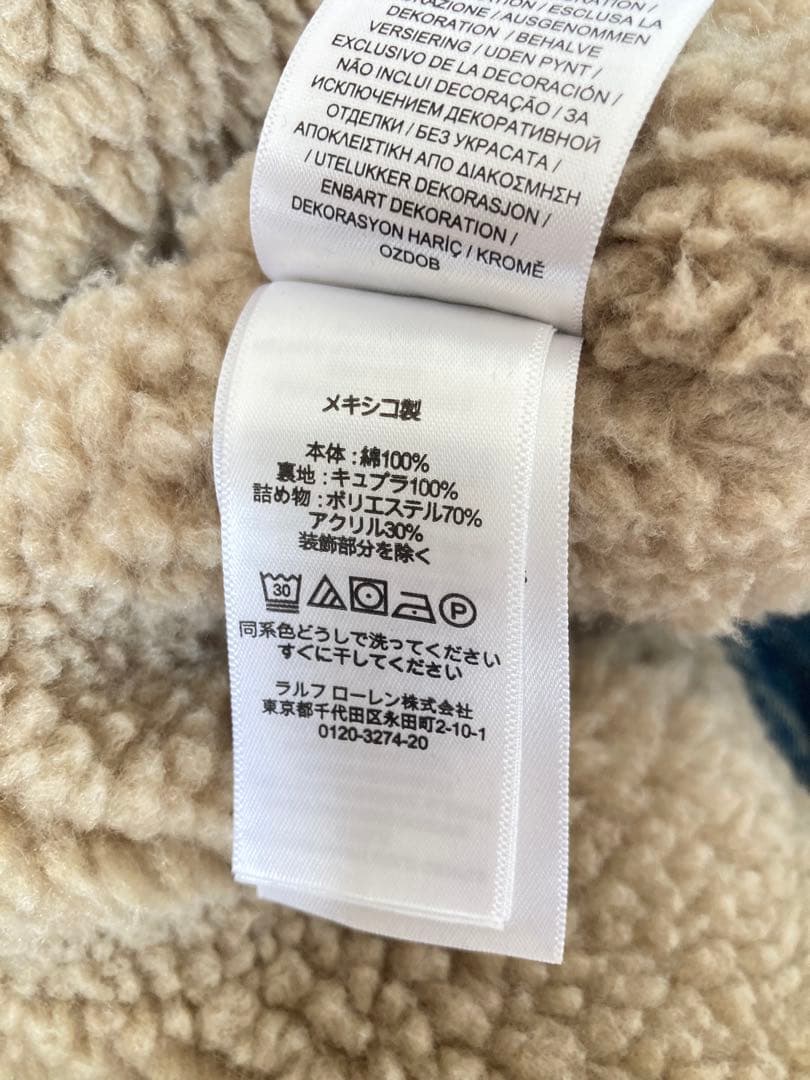 / ESCLUSA LA
/ AUSGENOMMEN
DEKORATION / BEHALVE
VERSIERING / UDEN PYNT /
EXCLUSIVO DE LA DECORACIÓN /
NÃO INCLUI DECORAÇÃO / ЗА
ИСКЛЮЧЕНИЕМ ДЕКОРАТИВНОЙ
ОТДЕЛКИ / БЕЗ УКРАСАТА /
ΑΠΟΚΛΕΙΣΤΙΚΗ ΑΠΟ ΔΙΑΚΟΣΜΗΣΗ
/ UTELUKKER DEKORASJON /
ENBART DEKORATION /
DEKORASYON HARİÇ / KROMĚ
OZDOB
メキシコ製
本体 : 綿100%
裏地 : キュプラ100%
詰め物 : ポリエステル70%
アクリル30%
装飾部分を除く
30 P
同系色どうしで洗ってください
すぐに干してください
ラルフ ローレン株式会社
東京都千代田区永田町2-10-1
0120-3274-20